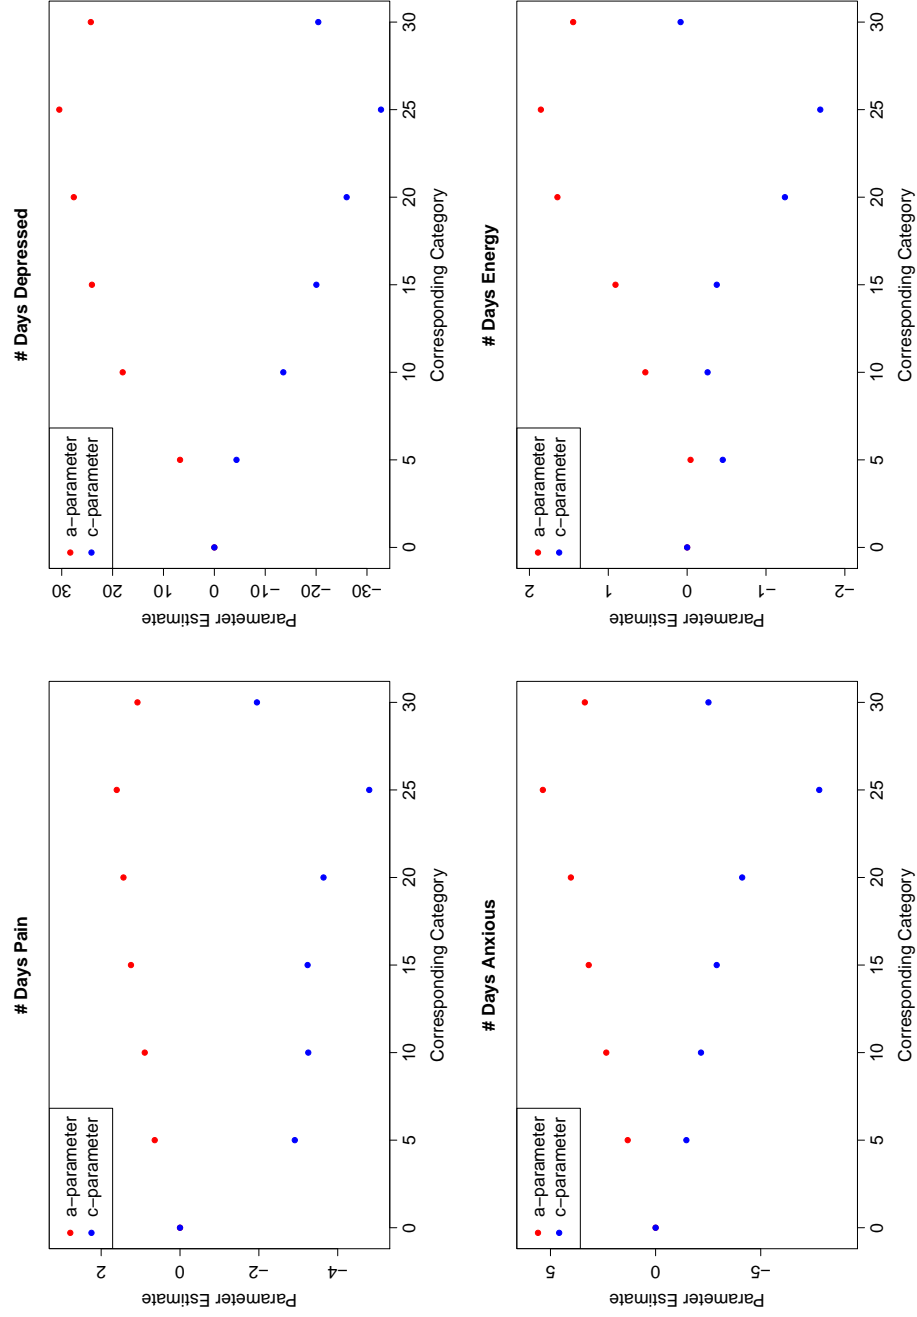 # Days Pain
a−parameter
c−parameter
2
0
−2
−4
Parameter Estimate
0 5 10 15 20 25 30
Corresponding Category
# Days Depressed
a−parameter
c−parameter
30
20
10
0
−10
−20
−30
Parameter Estimate
0 5 10 15 20 25 30
Corresponding Category
# Days Anxious
a−parameter
c−parameter
5
0
−5
Parameter Estimate
0 5 10 15 20 25 30
Corresponding Category
# Days Energy
a−parameter
c−parameter
2
1
0
−1
−2
Parameter Estimate
0 5 10 15 20 25 30
Corresponding Category